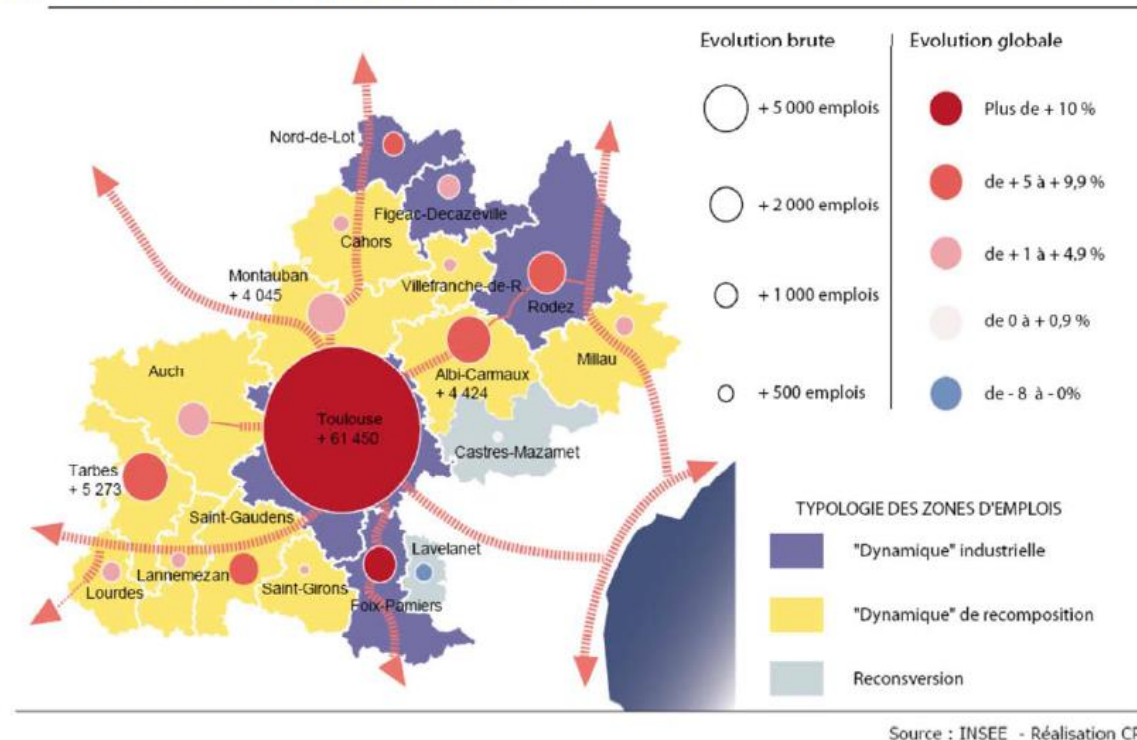 Evolution brute
+ 5 000 emplois
+ 2 000 emplois
+ 1 000 emplois
+ 500 emplois
Evolution globale
Plus de + 10 %
de + 5 à + 9,9 %
de + 1 à + 4,9 %
de 0 à + 0,9 %
de - 8 à - 0%
Nord-de-Lot
Figeac-Decazeville
Cahors
Montauban
+ 4 045
Villefranche-de-R.
Rodez
Auch
Albi-Carmaux
+ 4 424
Millau
Toulouse
+ 61 450
Castres-Mazamet
Tarbes
+ 5 273
Saint-Gaudens
Lavelanet
Lourdes
Lannemezan
Saint-Girons
Foix-Pamiers
TYPOLOGIE DES ZONES D'EMPLOIS
"Dynamique" industrielle
"Dynamique" de recomposition
Reconsversion
Source : INSEE - Réalisation